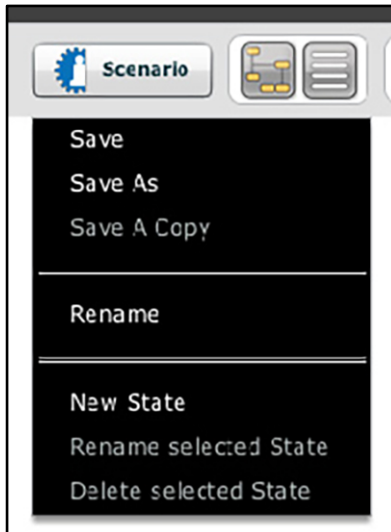 Scenario
Save
Save As
Save A Copy
Rename
New State
Rename selected State
Delete selected State